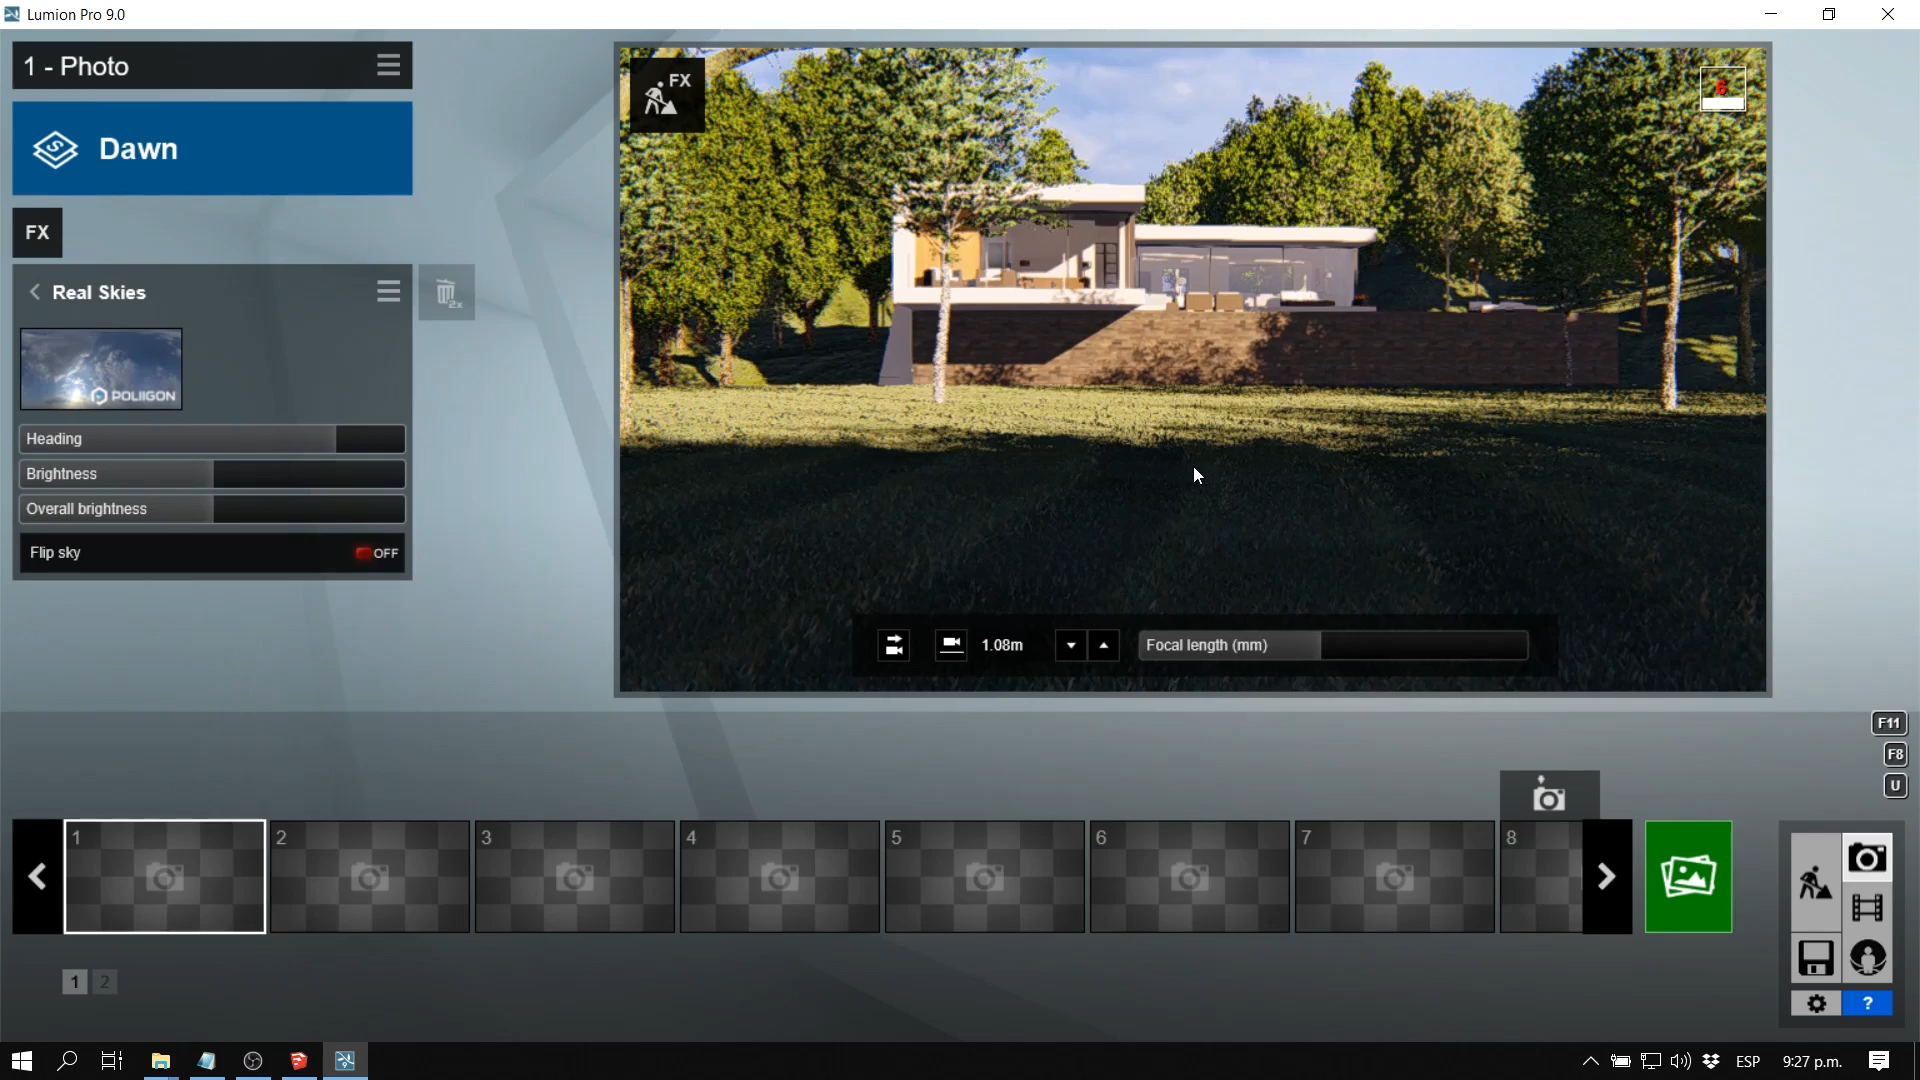 Lumion Pro 9.0
1 - Photo
Dawn
FX
Real Skies
2x
POLIIGON
Heading
Brightness
Overall brightness
Flip sky
OFF
FX
6
1.08m
Focal length (mm)
F11
F8
U
1
2
3
4
5
6
7
8
1
2
?
ESP
9:27 p.m.